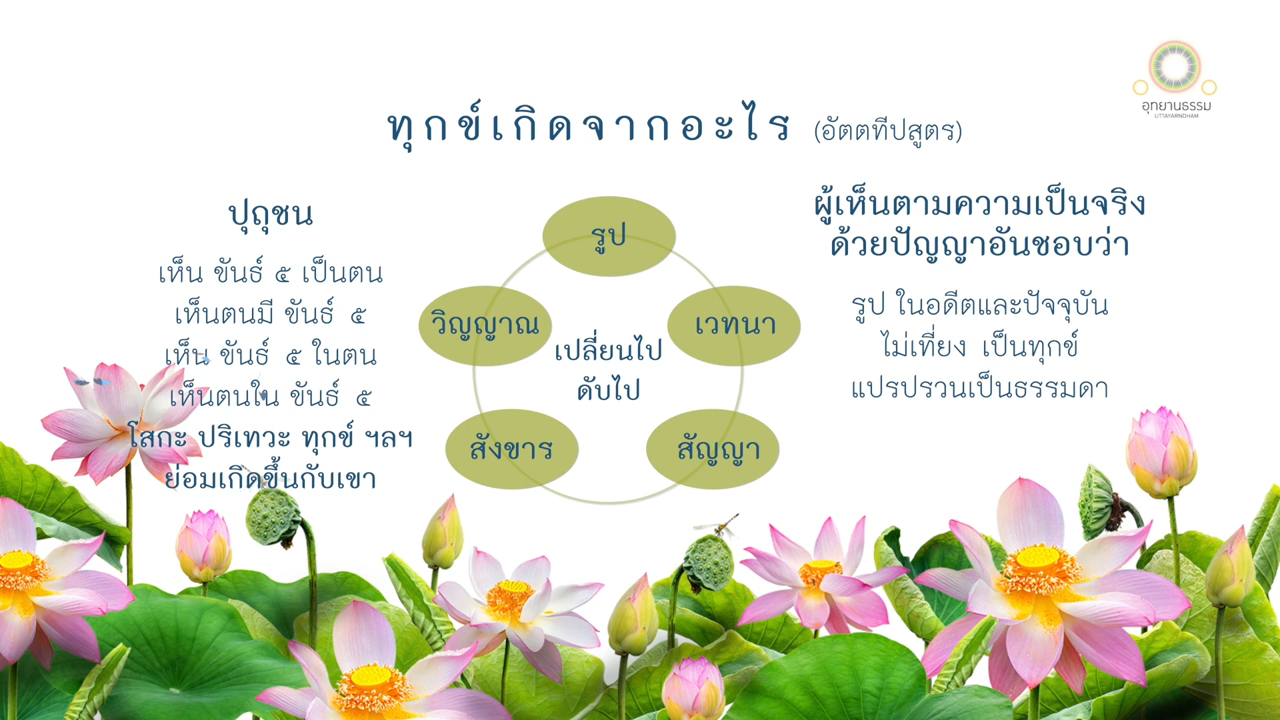 ทุกข์เกิดจากอะไร (อัตตทีปสูตร)
อุทยานธรรม
UTTAYARNDHAM
ปุถุชน
เห็น ขันธ์ ๕ เป็นตน
เห็นตนมี ขันธ์ ๕
เห็น ขันธ์ ๕ ในตน
เห็นตนใน ขันธ์ ๕
โสกะ ปริเทวะ ทุกข์ ฯลฯ
ย่อมเกิดขึ้นกับเขา
รูป
เวทนา
สัญญา
สังขาร
วิญญาณ
เปลี่ยนไป
ดับไป
ผู้เห็นตามความเป็นจริง
ด้วยปัญญาอันชอบว่า
รูป ในอดีตและปัจจุบัน
ไม่เที่ยง เป็นทุกข์
แปรปรวนเป็นธรรมดา